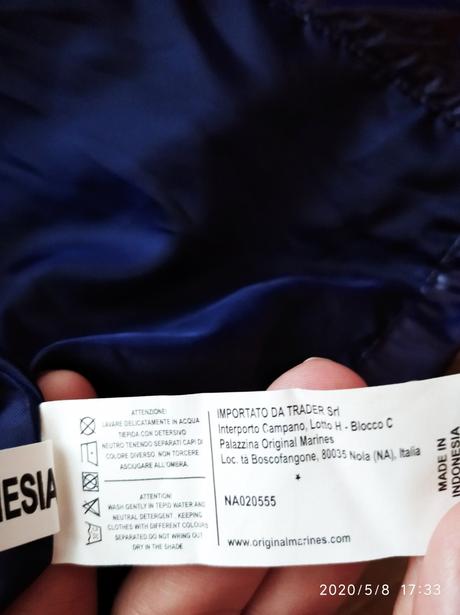 ATTENZIONE!
LAVARE DELICATAMENTE IN ACQUA
TIEPIDA CON DETERSIVO
NEUTRO TENENDO SEPARATI CAPI DI
COLORE DIVERSO. NON TORCERE
ASCIUGARE ALL'OMBRA.
ATTENTION!
WASH GENTLY IN TEPID WATER AND
NEUTRAL DETERGENT. KEEPING
CLOTHES WITH DIFFERENT COLOURS
SEPARATED.DO NOT WRING OUT
DRY IN THE SHADE
IMPORTATO DA TRADER Srl
Interporto Campano, Lotto H - Blocco C
Palazzina Original Marines
Loc. tà Boscofangone, 80035 Nola (NA), Italia
NA020555
www.originalmarines.com
MADE IN
INDONESIA
NESIA
2020/5/8 17:33